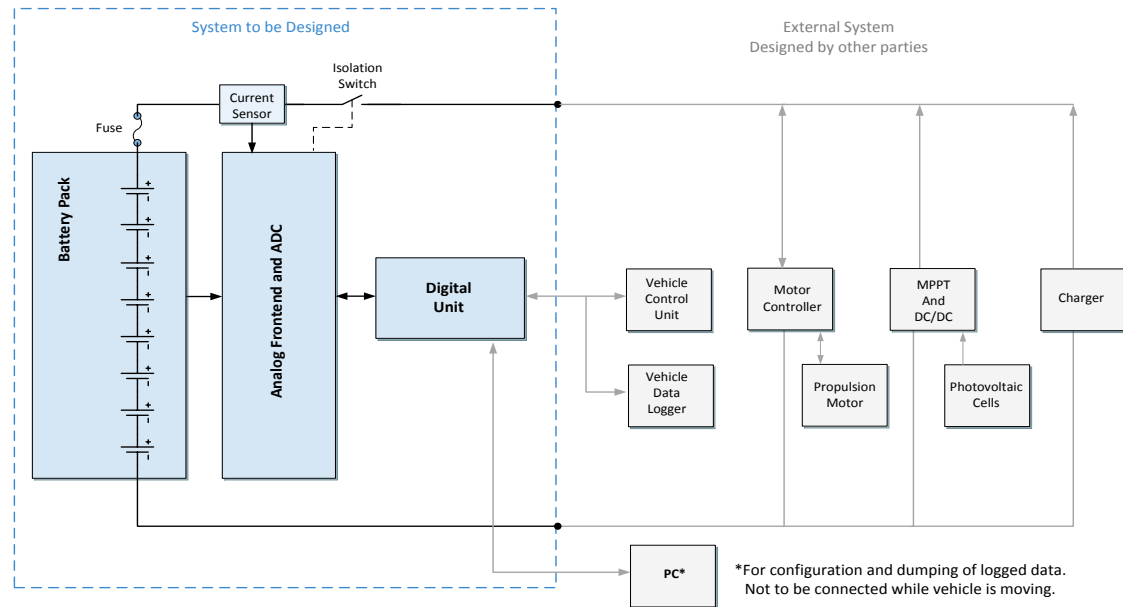 System to be Designed
External System
Designed by other parties
Isolation
Switch
Current
Sensor
Fuse
Battery Pack
Analog Frontend and ADC
Digital
Unit
Vehicle
Control
Unit
Motor
Controller
MPPT
And
DC/DC
Charger
Vehicle
Data
Logger
Propulsion
Motor
Photovoltaic
Cells
PC*
*For configuration and dumping of logged data.
Not to be connected while vehicle is moving.